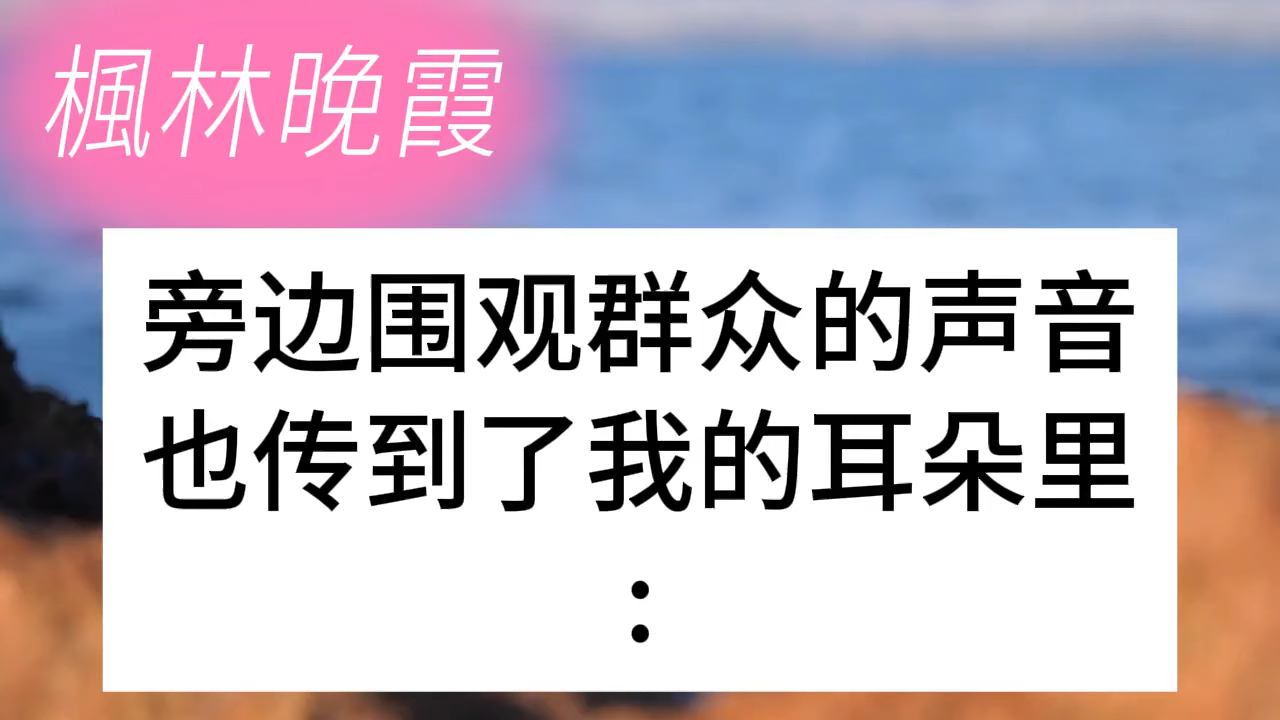 楓林晚霞
旁边围观群众的声音
也传到了我的耳朵里
：